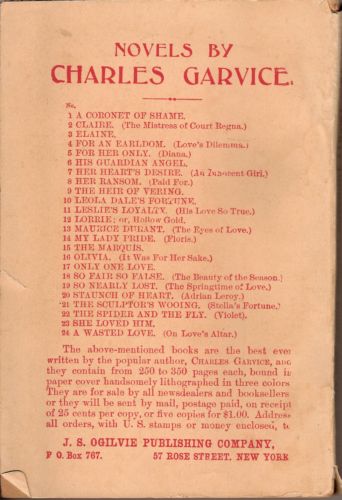 NOVELS BY
CHARLES GARVICE.
No.
1 A CORONET OF SHAME.
2 CLAIRE. (The Mistress of Court Regna.)
3 ELAINE.
4 FOR AN EARLDOM. (Love's Dilemma.)
5 FOR HER ONLY. (Diana.)
6 HIS GUARDIAN ANGEL.
7 HER HEART'S DESIRE. (An Innocent Girl.)
8 HER RANSOM. (Paid For.)
9 THE HEIR OF VERING.
10 LEOLA DALE'S FORTUNE.
11 LESLIE'S LOYALTY. (His Love So True.)
12 LORRIE; or, Hollow Gold.
13 MAURICE DURANT. (The Eyes of Love.)
14 MY LADY PRIDE. (Floris.)
15 THE MARQUIS.
16 OLIVIA. (It Was For Her Sake.)
17 ONLY ONE LOVE.
18 SO FAIR SO FALSE. (The Beauty of the Season.)
19 SO NEARLY LOST. (The Springtime of Love.)
20 STAUNCH OF HEART. (Adrian Leroy.)
21 THE SCULPTOR'S WOOING. (Stella's Fortune.)
22 THE SPIDER AND THE FLY. (Violet).
23 SHE LOVED HIM.
24 A WASTED LOVE. (On Love's Altar.)
The above-mentioned books are the best ever
written by the popular author, CHARLES GARVICE, and
they contain from 250 to 350 pages each, bound in
paper cover handsomely lithographed in three colors
They are for sale by all newsdealers and booksellers
or they will be sent by mail, postage paid, on receipt
of 25 cents per copy, or five copies for $1.00. Address
all orders, with U. S. stamps or money enclosed, to
J. S. OGILVIE PUBLISHING COMPANY,
P O. Box 767. 57 ROSE STREET. NEW YORK